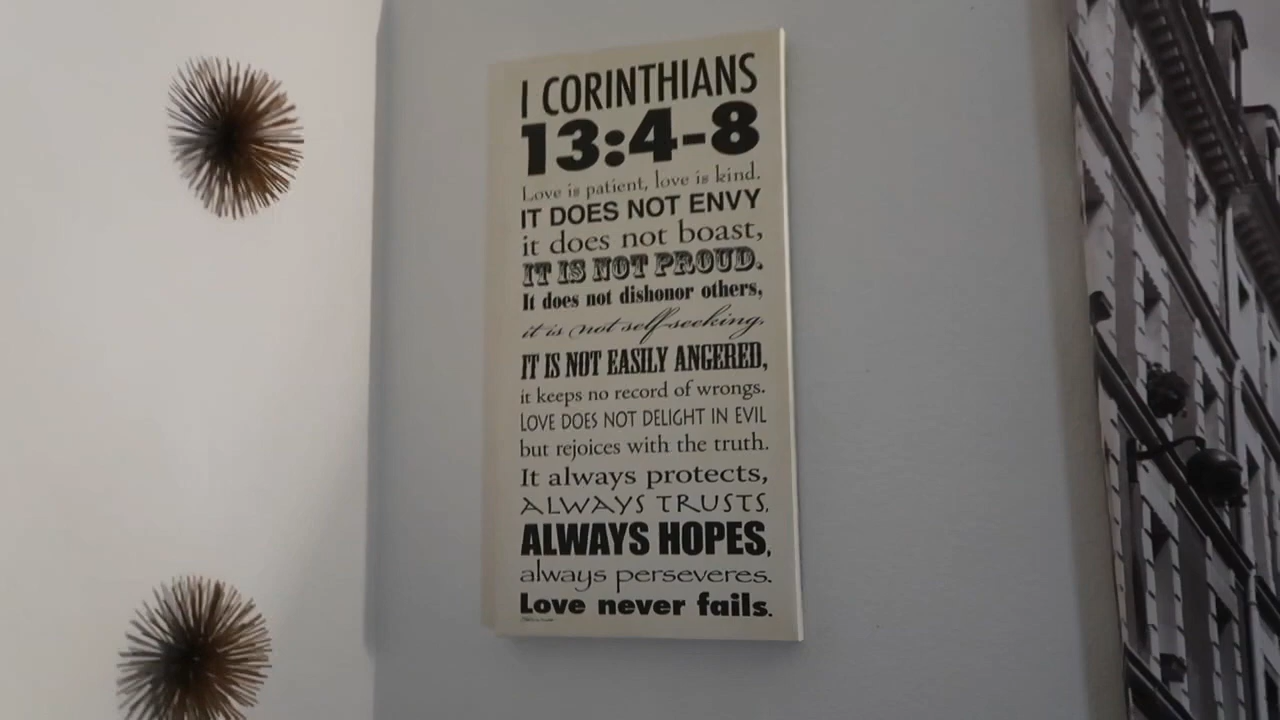 I CORINTHIANS
13:4-8
Love is patient, love is kind.
IT DOES NOT ENVY
it does not boast,
IT IS NOT PROUD.
It does not dishonor others,
it is not self-seeking,
IT IS NOT EASILY ANGERED,
it keeps no record of wrongs.
LOVE DOES NOT DELIGHT IN EVIL
but rejoices with the truth.
It always protects,
ALWAYS TRUSTS,
ALWAYS HOPES,
always perseveres.
Love never fails.